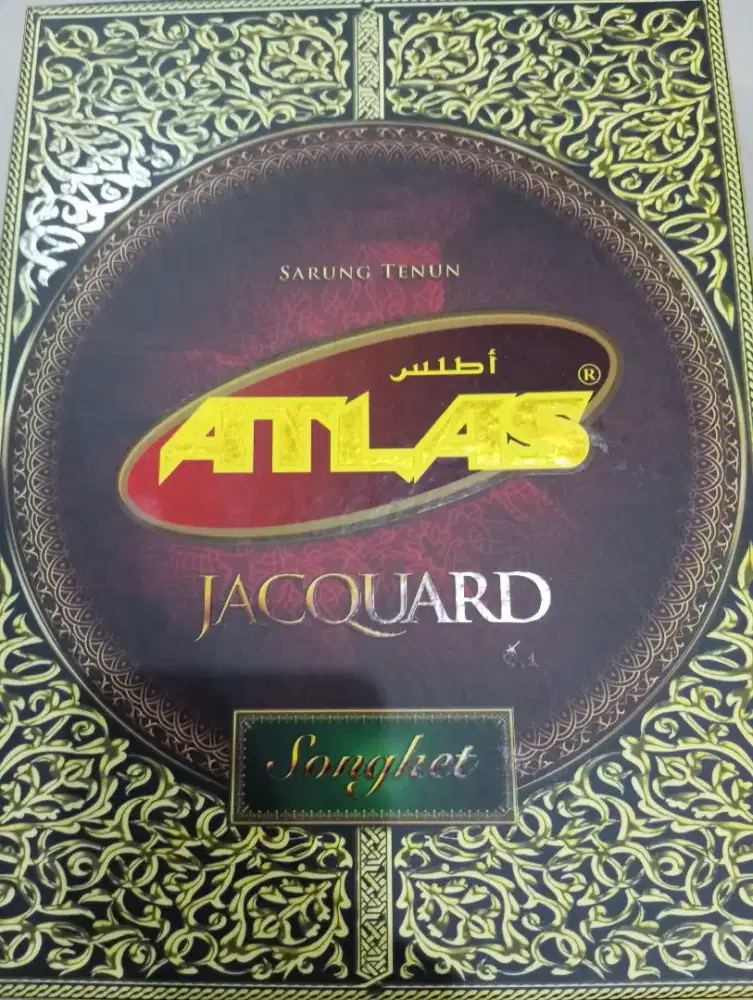 SARUNG TENUN
أطلس
ATLAS ®
JACQUARD
Songket